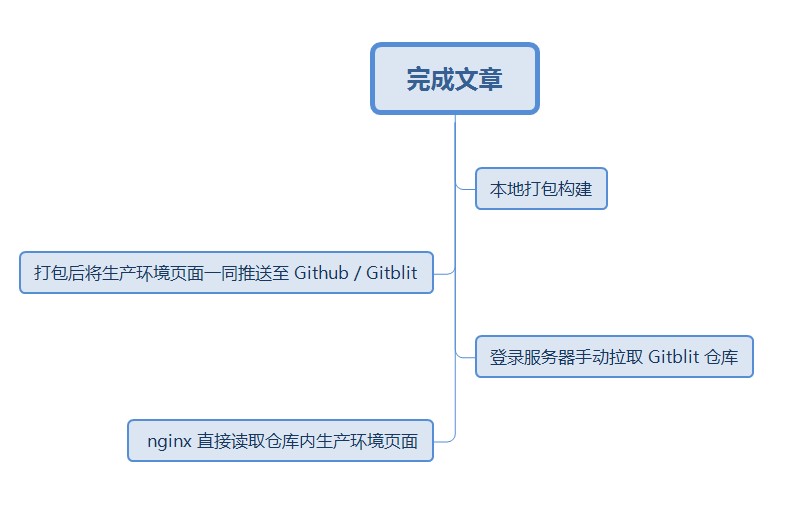 完成文章
本地打包构建
打包后将生产环境页面一同推送至 Github / Gitblit
登录服务器手动拉取 Gitblit 仓库
nginx 直接读取仓库内生产环境页面